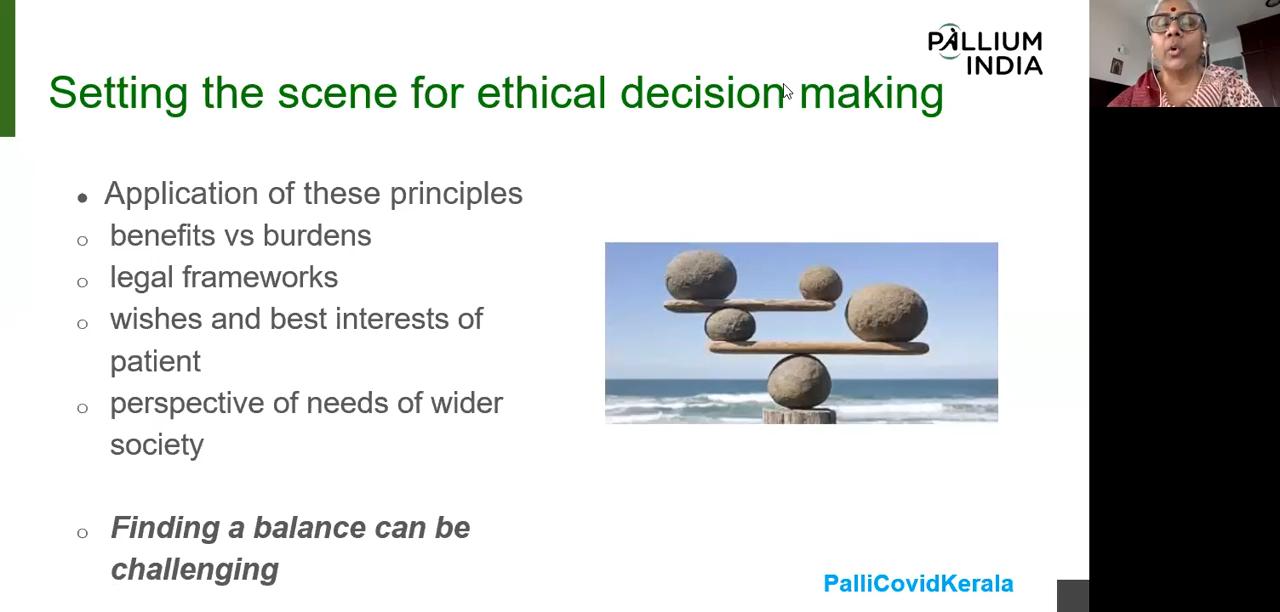 PALLIUM
INDIA
Setting the scene for ethical decision making
• Application of these principles
o benefits vs burdens
o legal frameworks
o wishes and best interests of
patient
o perspective of needs of wider
society
o Finding a balance can be
challenging
PalliCovidKerala